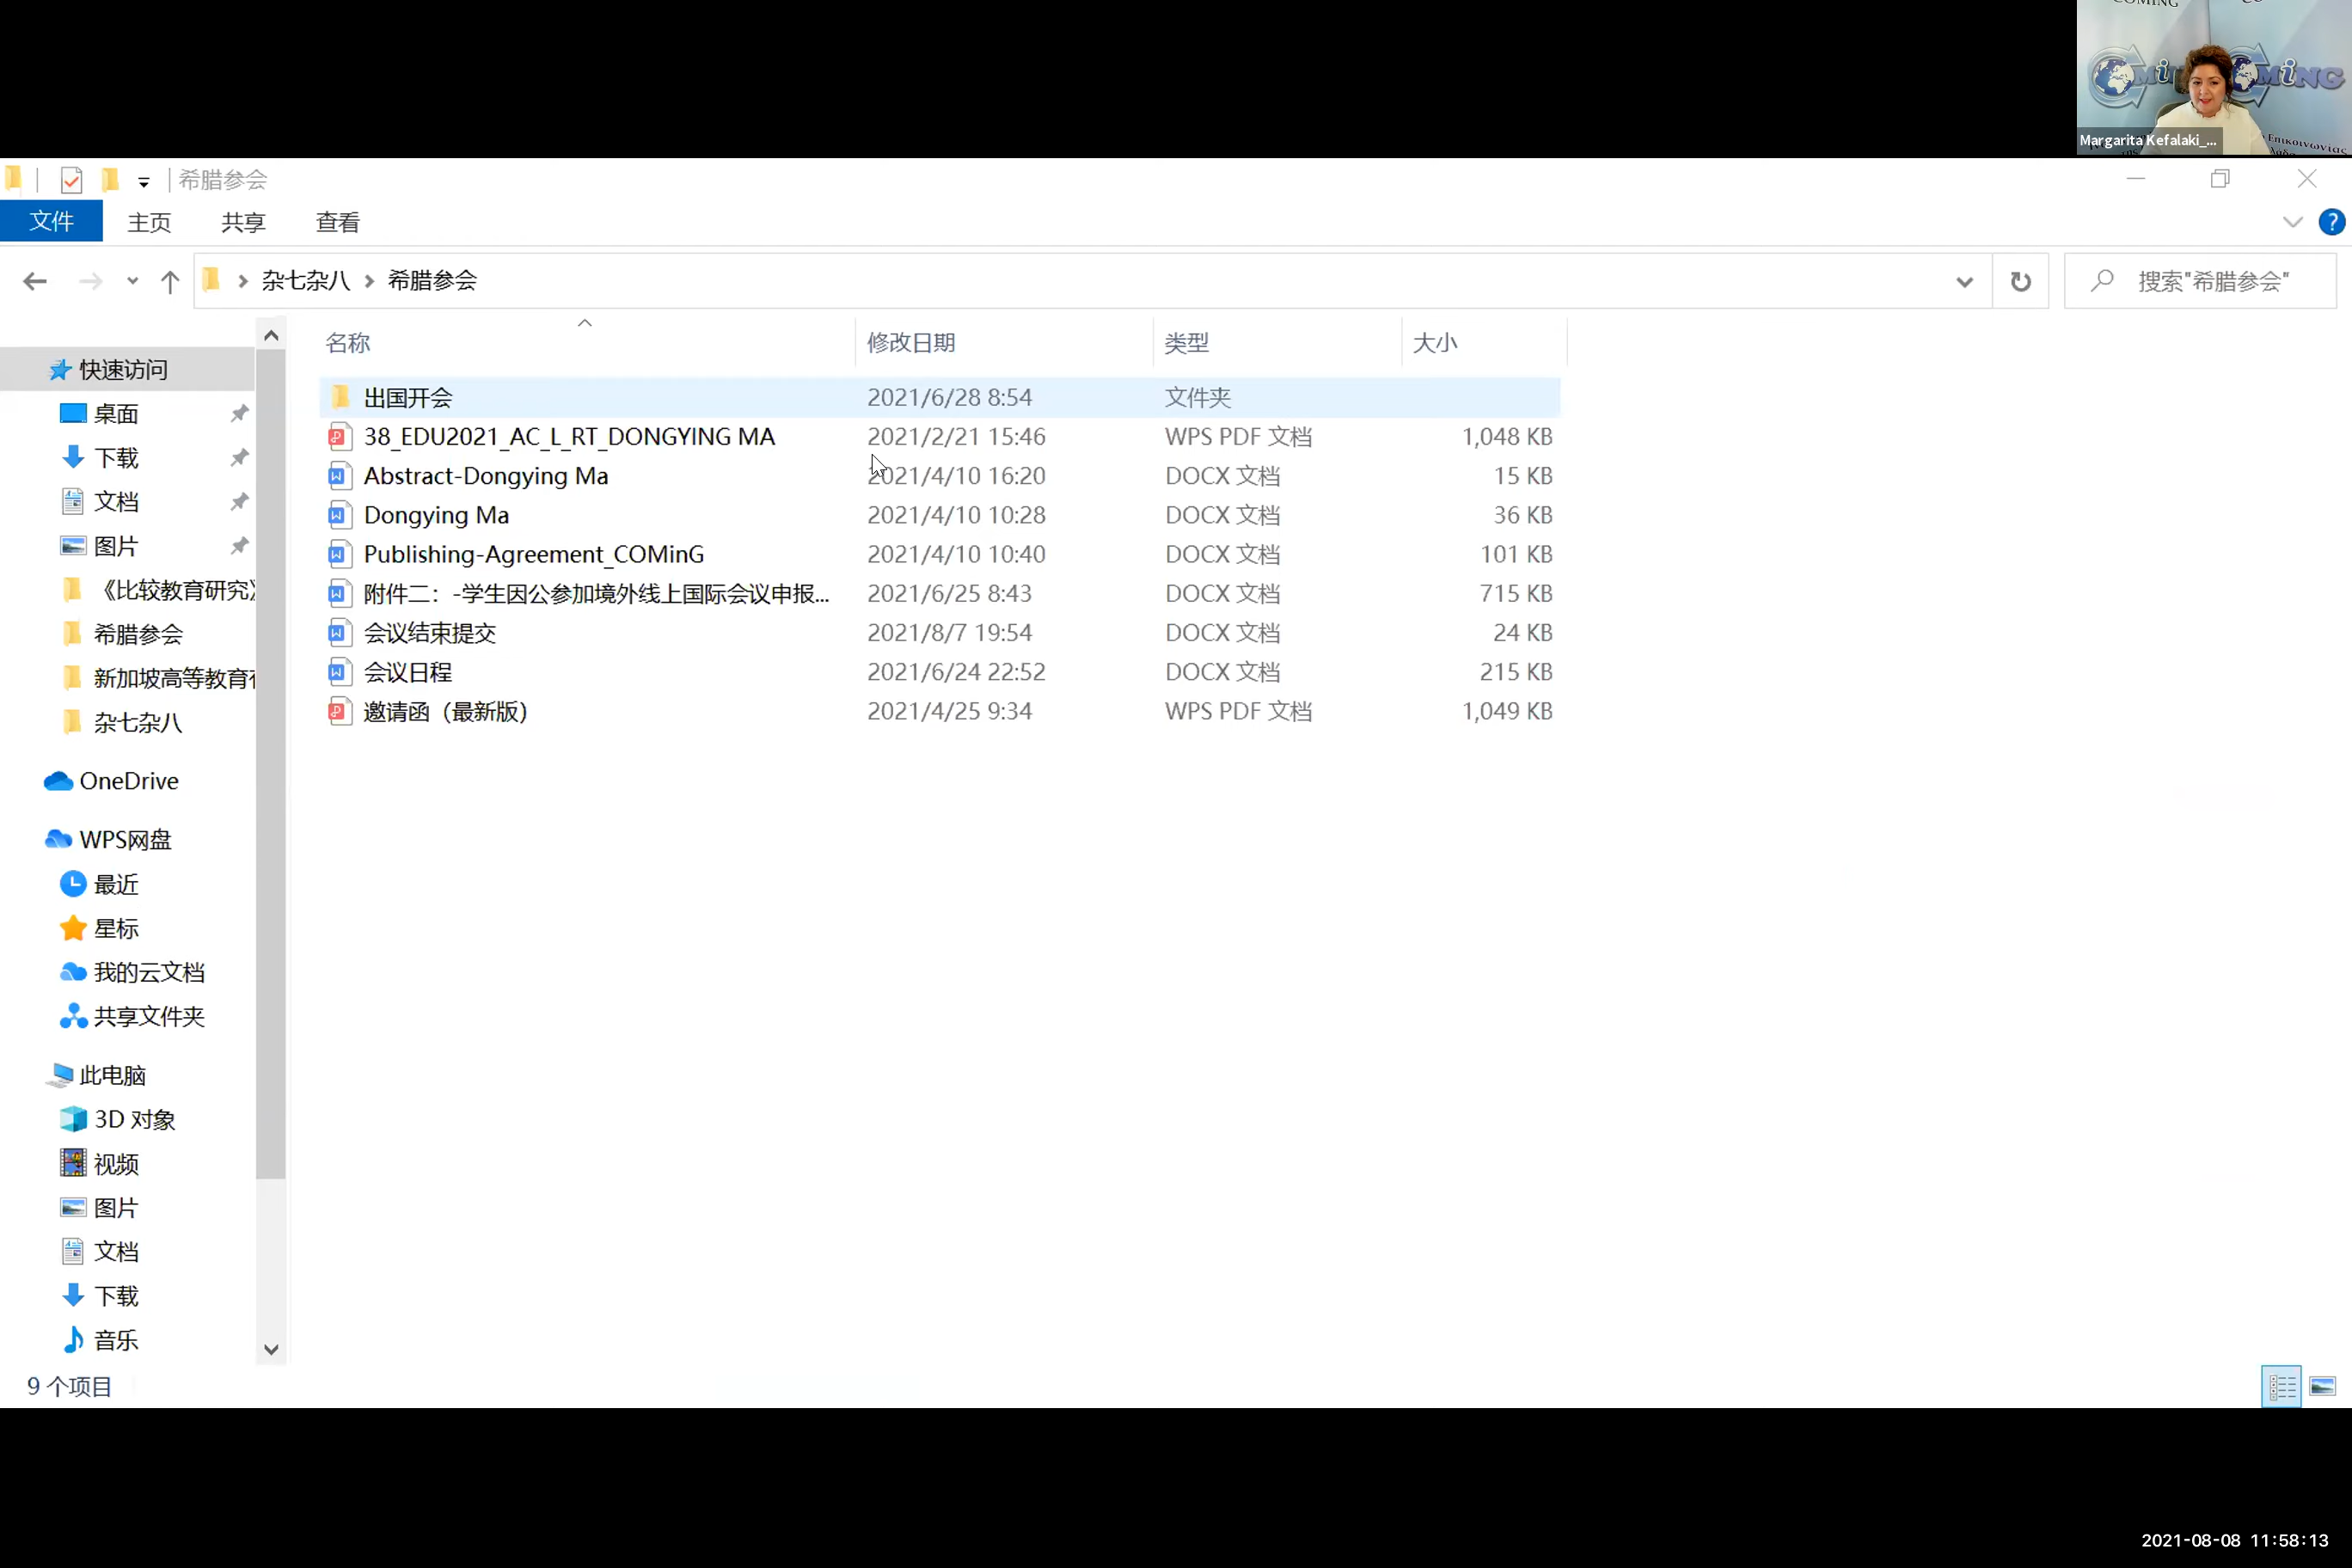 COMING
CO
MiNG
Margarita Kefalaki_...
Επικοινωνίας
希腊参会
文件 主页 共享 查看
?
杂七杂八 希腊参会
搜索"希腊参会"
名称 修改日期 类型 大小
出国开会 2021/6/28 8:54 文件夹
38_EDU2021_AC_L_RT_DONGYING MA 2021/2/21 15:46 WPS PDF 文档 1,048 KB
Abstract-Dongying Ma 2021/4/10 16:20 DOCX 文档 15 KB
Dongying Ma 2021/4/10 10:28 DOCX 文档 36 KB
Publishing-Agreement_COMinG 2021/4/10 10:40 DOCX 文档 101 KB
附件二：-学生因公参加境外线上国际会议申报... 2021/6/25 8:43 DOCX 文档 715 KB
会议结束提交 2021/8/7 19:54 DOCX 文档 24 KB
会议日程 2021/6/24 22:52 DOCX 文档 215 KB
邀请函（最新版） 2021/4/25 9:34 WPS PDF 文档 1,049 KB
快速访问
桌面
下载
文档
图片
《比较教育研究》
希腊参会
新加坡高等教育
杂七杂八
OneDrive
WPS网盘
最近
星标
我的云文档
共享文件夹
此电脑
3D 对象
视频
图片
文档
下载
音乐
9 个项目
2021-08-08 11:58:13